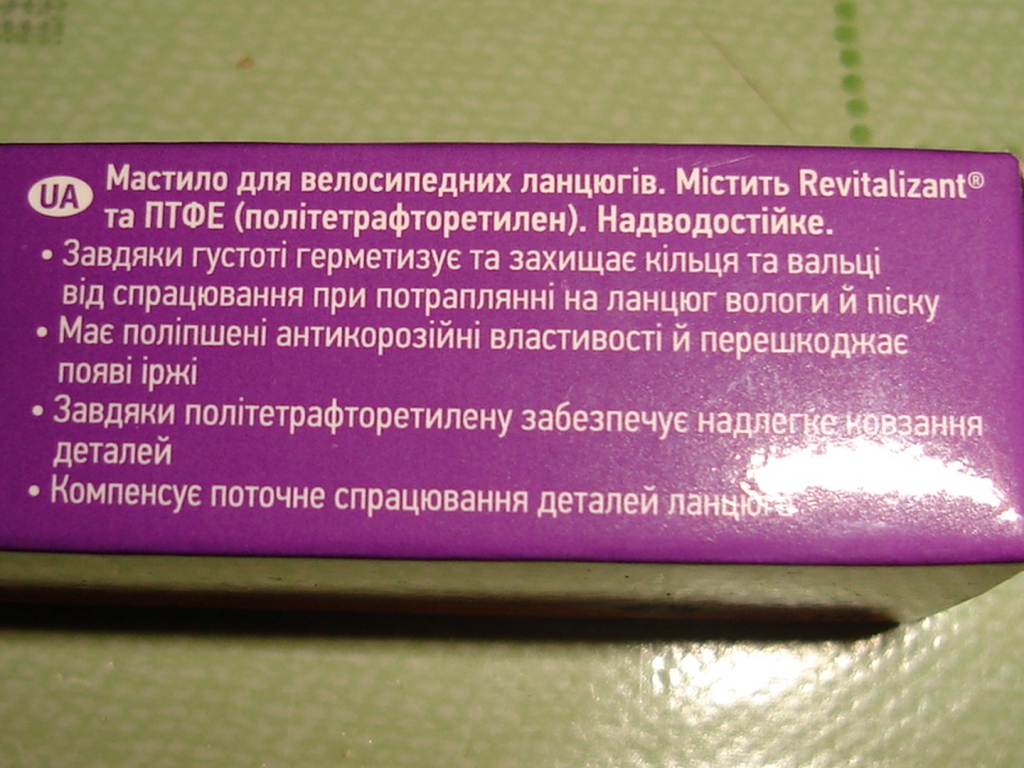 UA Мастило для велосипедних ланцюгів. Містить Revitalizant®
та ПТФЕ (політетрафторетилен). Надводостійке.
• Завдяки густоті герметизує та захищає кільця та вальці
від спрацювання при потраплянні на ланцюг вологи й піску
• Має поліпшені антикорозійні властивості й перешкоджає
появі іржі
• Завдяки політетрафторетилену забезпечує надлегке ковзання
деталей
• Компенсує поточне спрацювання деталей ланцюга